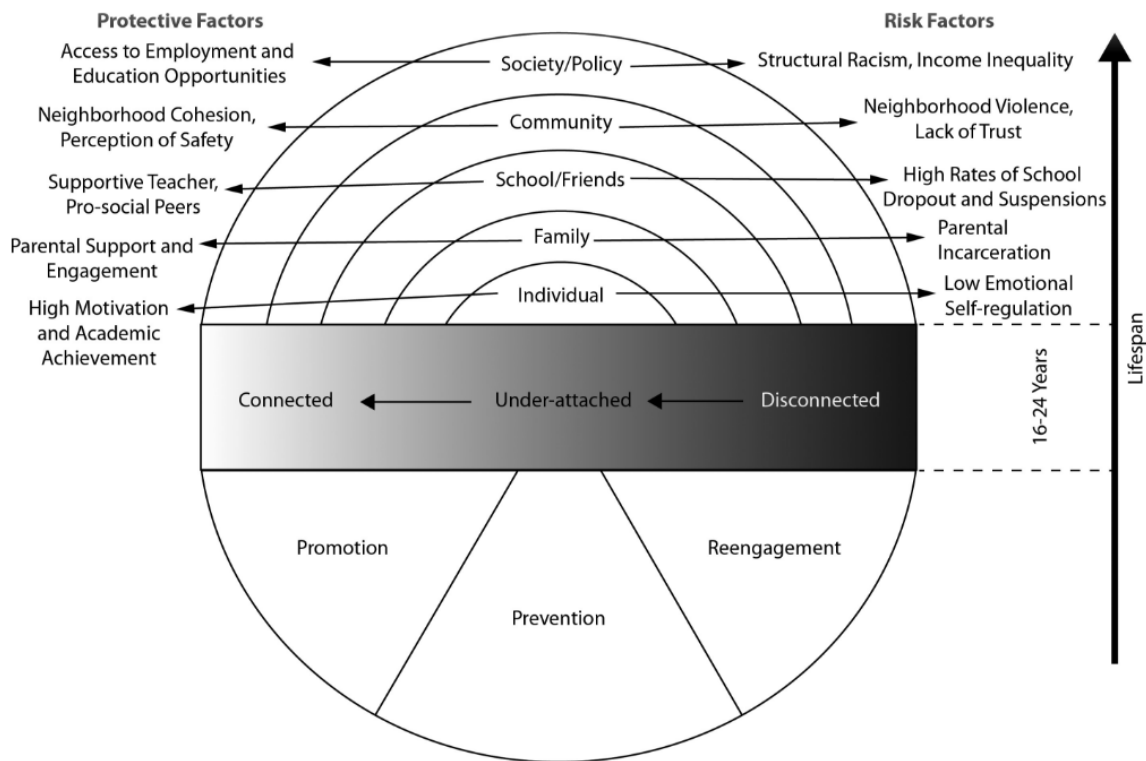 Protective Factors
Risk Factors
Access to Employment and
Education Opportunities
Society/Policy
Structural Racism, Income Inequality
Neighborhood Cohesion,
Perception of Safety
Community
Neighborhood Violence,
Lack of Trust
Supportive Teacher,
Pro-social Peers
School/Friends
High Rates of School
Dropout and Suspensions
Parental Support and
Engagement
Family
Parental
Incarceration
High Motivation
and Academic
Achievement
Individual
Low Emotional
Self-regulation
Connected
Under-attached
Disconnected
16-24 Years
Lifespan
Promotion
Prevention
Reengagement